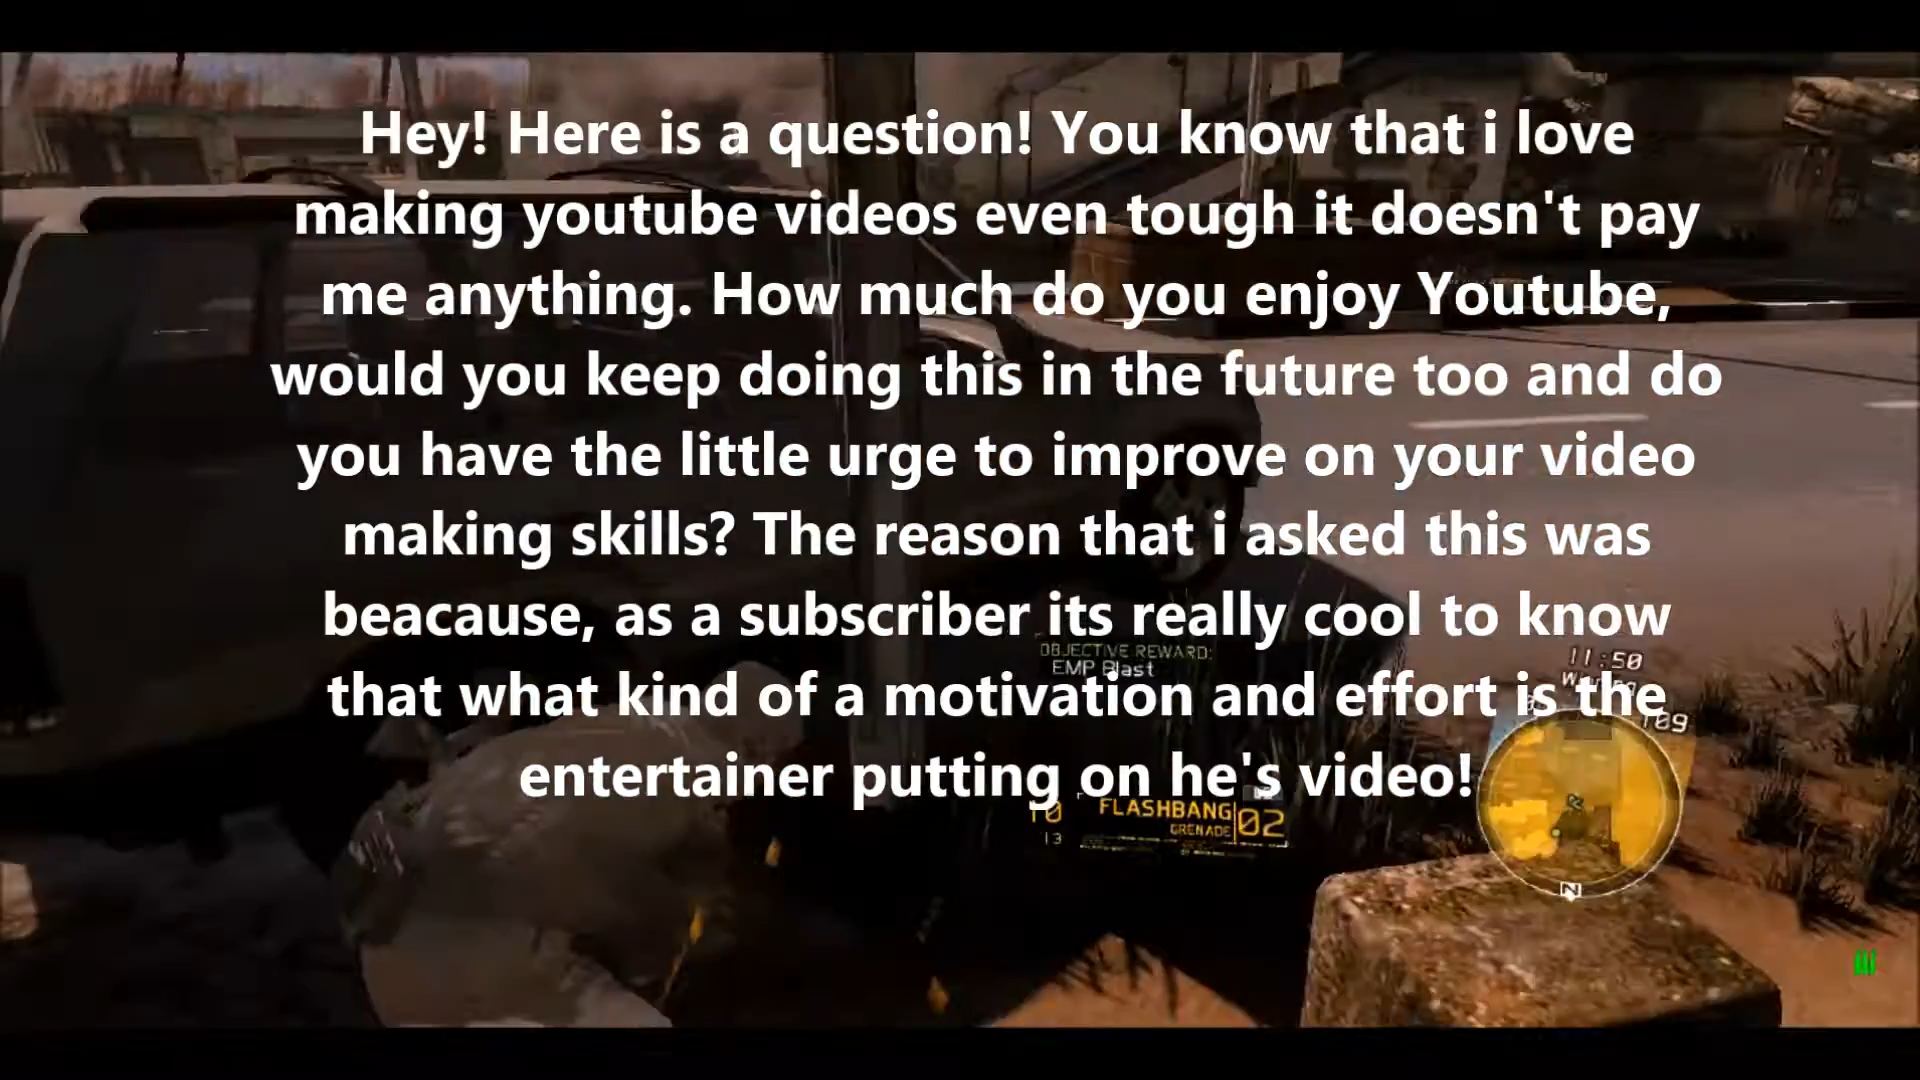 Hey! Here is a question! You know that i love
making youtube videos even tough it doesn't pay
me anything. How much do you enjoy Youtube,
would you keep doing this in the future too and do
you have the little urge to improve on your video
making skills? The reason that i asked this was
beacause, as a subscriber its really cool to know
that what kind of a motivation and effort is the
entertainer putting on he's video!
OBJECTIVE REWARD:
EMP Blast
11:50
109
10
13
FLASHBANG
GRENADE
02
N